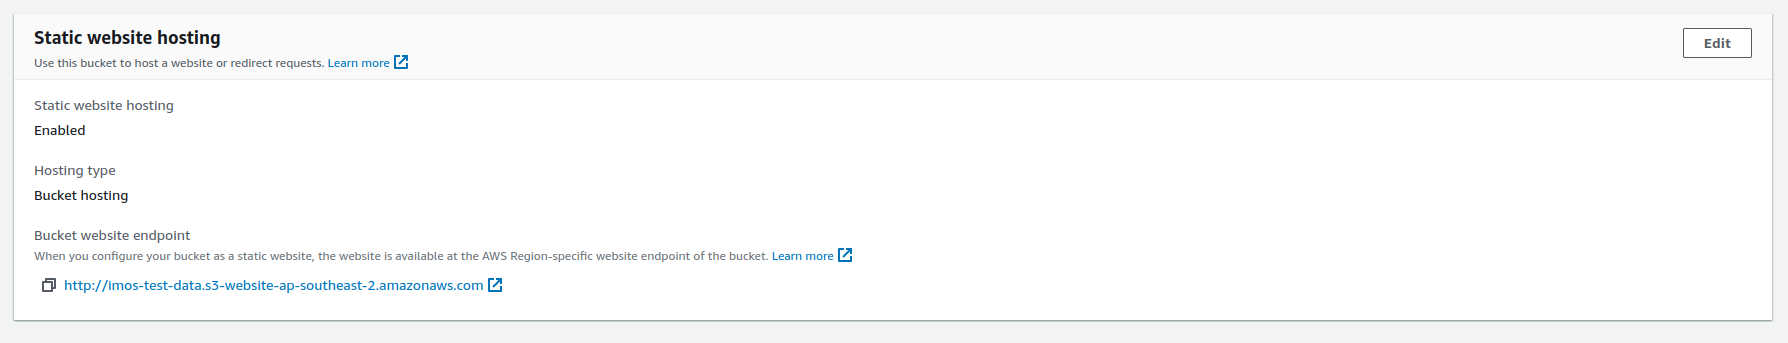 Static website hosting
Edit
Use this bucket to host a website or redirect requests. Learn more
Static website hosting
Enabled
Hosting type
Bucket hosting
Bucket website endpoint
When you configure your bucket as a static website, the website is available at the AWS Region-specific website endpoint of the bucket. Learn more
http://imos-test-data.s3-website-ap-southeast-2.amazonaws.com